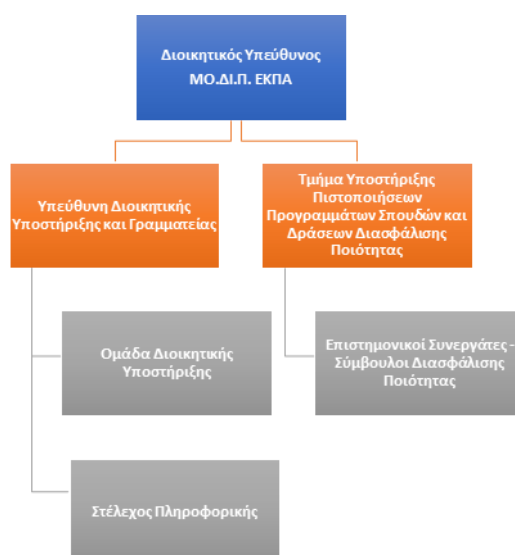 Διοικητικός Υπεύθυνος
ΜΟ.ΔΙ.Π. ΕΚΠΑ
Υπεύθυνη Διοικητικής
Υποστήριξης και Γραμματείας
Τμήμα Υποστήριξης
Πιστοποιήσεων
Προγραμμάτων Σπουδών και
Δράσεων Διασφάλισης
Ποιότητας
Ομάδα Διοικητικής
Υποστήριξης
Επιστημονικοί Συνεργάτες -
Σύμβουλοι Διασφάλισης
Ποιότητας
Στέλεχος Πληροφορικής